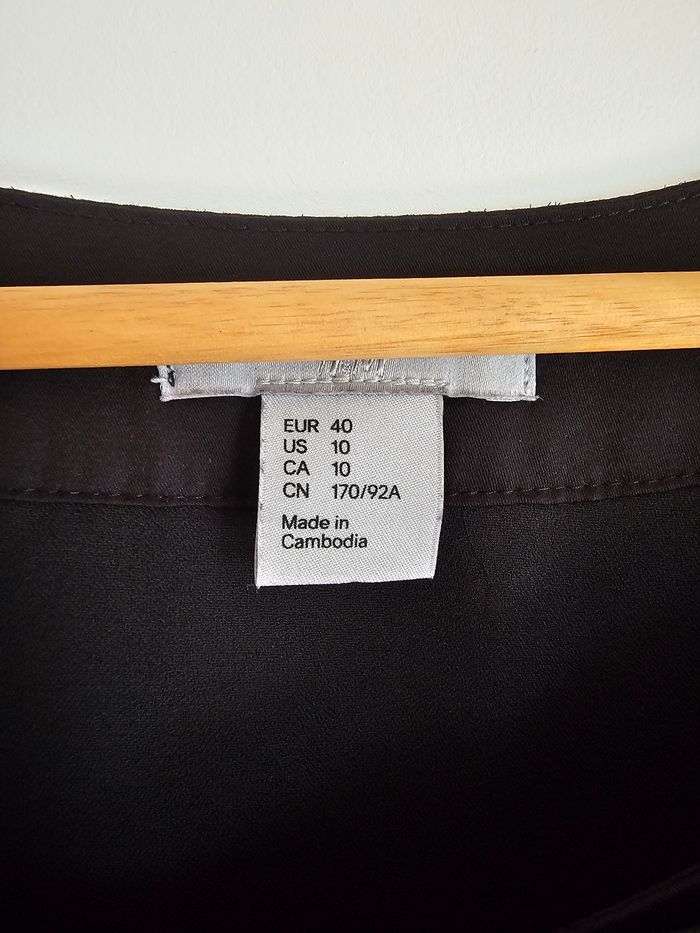 EUR 40
US 10
CA 10
CN 170/92A
Made in
Cambodia